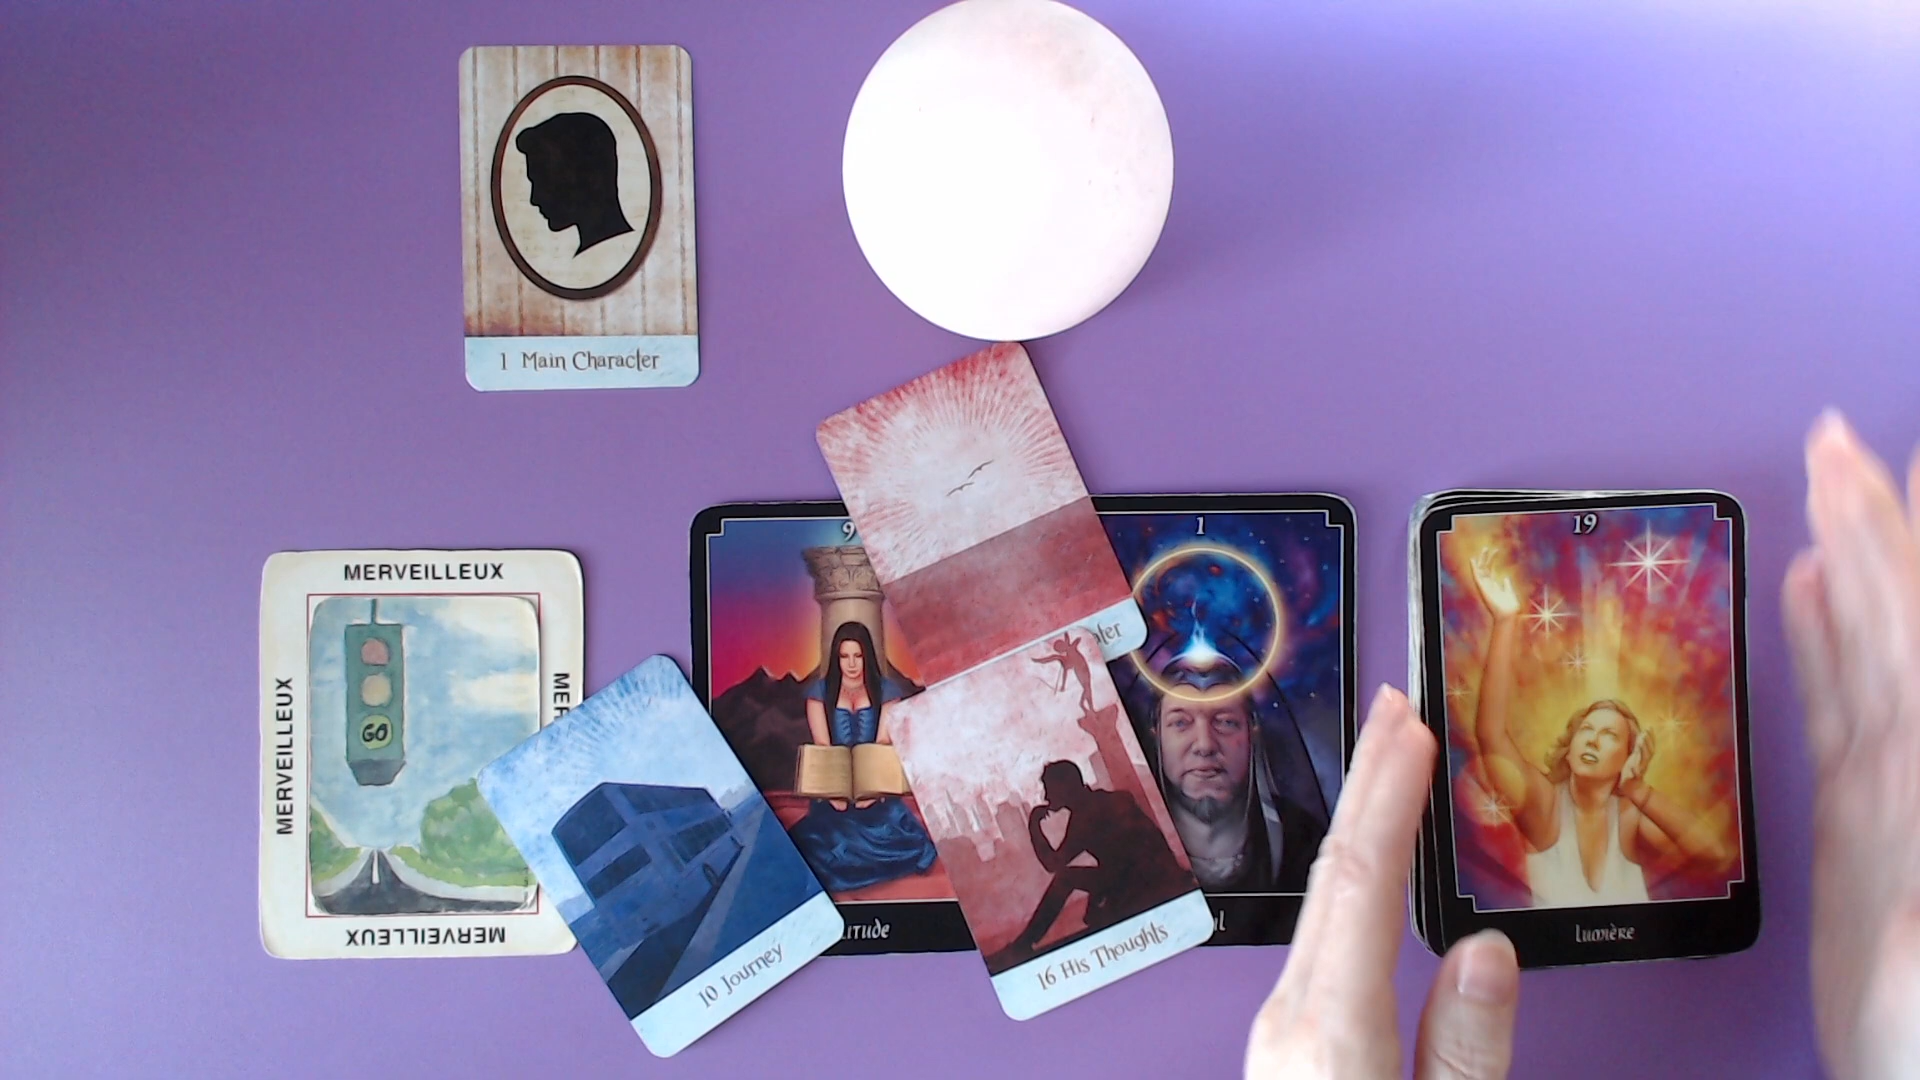 1 Main Character
MERVEILLEUX
MERVEILLEUX
MERVEILLEUX
GO
10 Journey
9
16 His Thoughts
1
19
Lumière